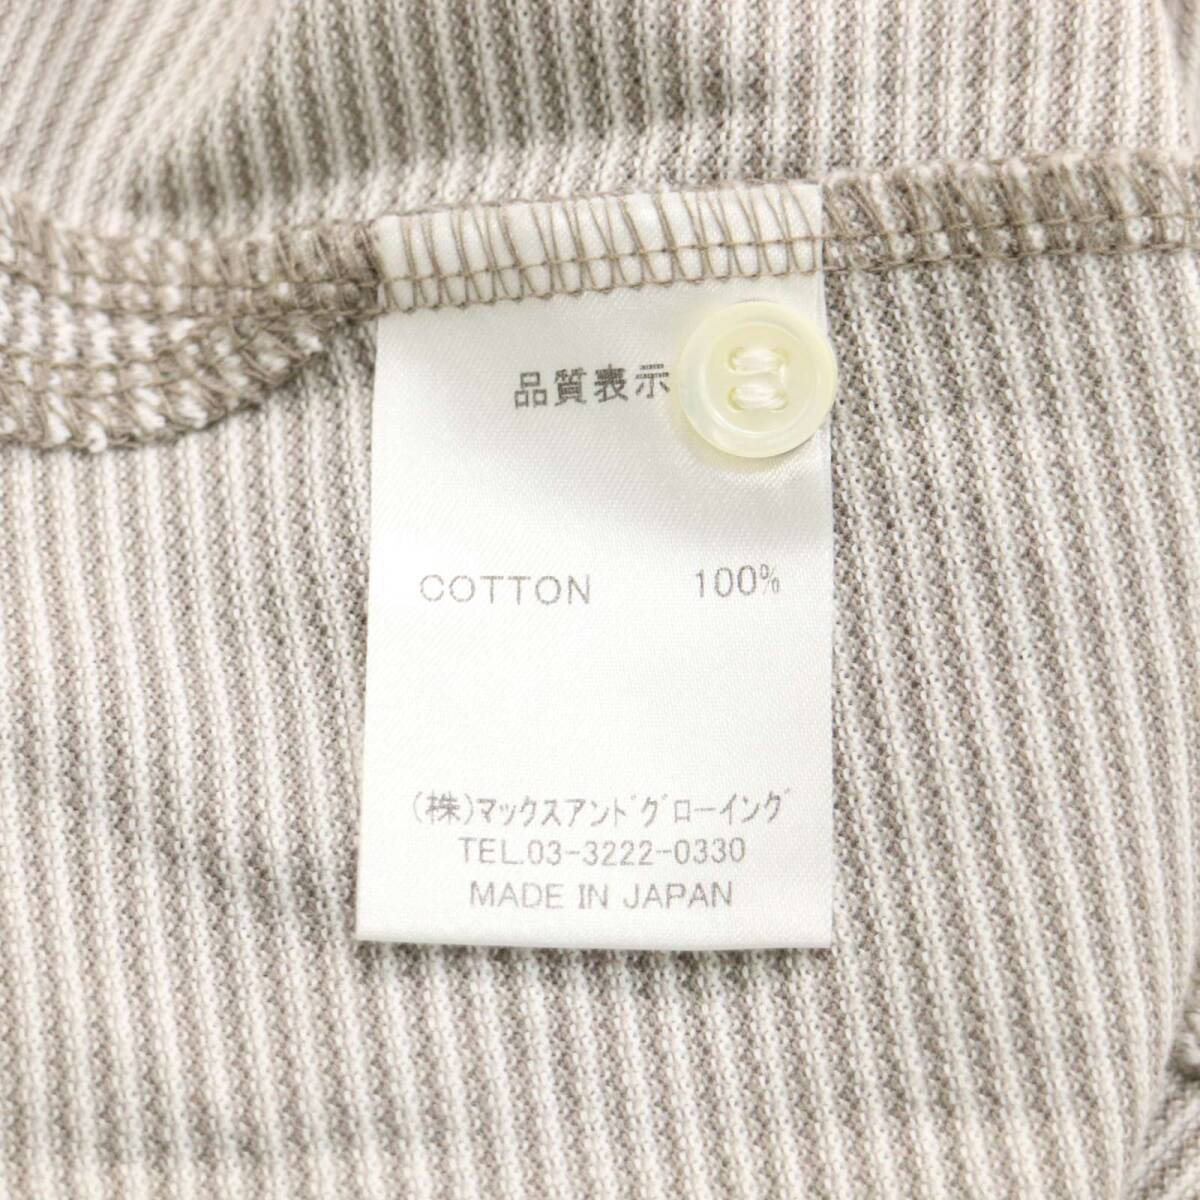 品質表示
COTTON 100%
(株)マックスアンドグローイング
TEL.03-3222-0330
MADE IN JAPAN